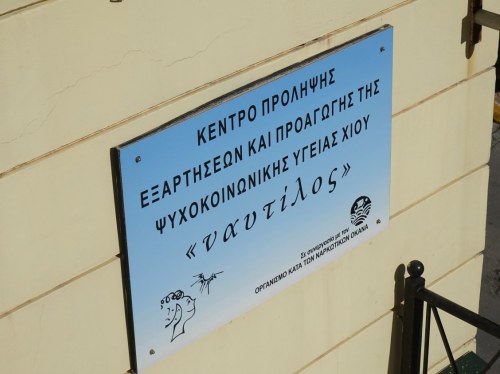 ΚΕΝΤΡΟ ΠΡΟΛΗΨΗΣ
ΕΞΑΡΤΗΣΕΩΝ ΚΑΙ ΠΡΟΑΓΩΓΗΣ ΤΗΣ
ΨΥΧΟΚΟΙΝΩΝΙΚΗΣ ΥΓΕΙΑΣ ΧΙΟΥ
«ναυτίλος»
Σε συνεργασία με τον
ΟΡΓΑΝΙΣΜΟ ΚΑΤΑ ΤΩΝ ΝΑΡΚΩΤΙΚΩΝ ΟΚΑΝΑ